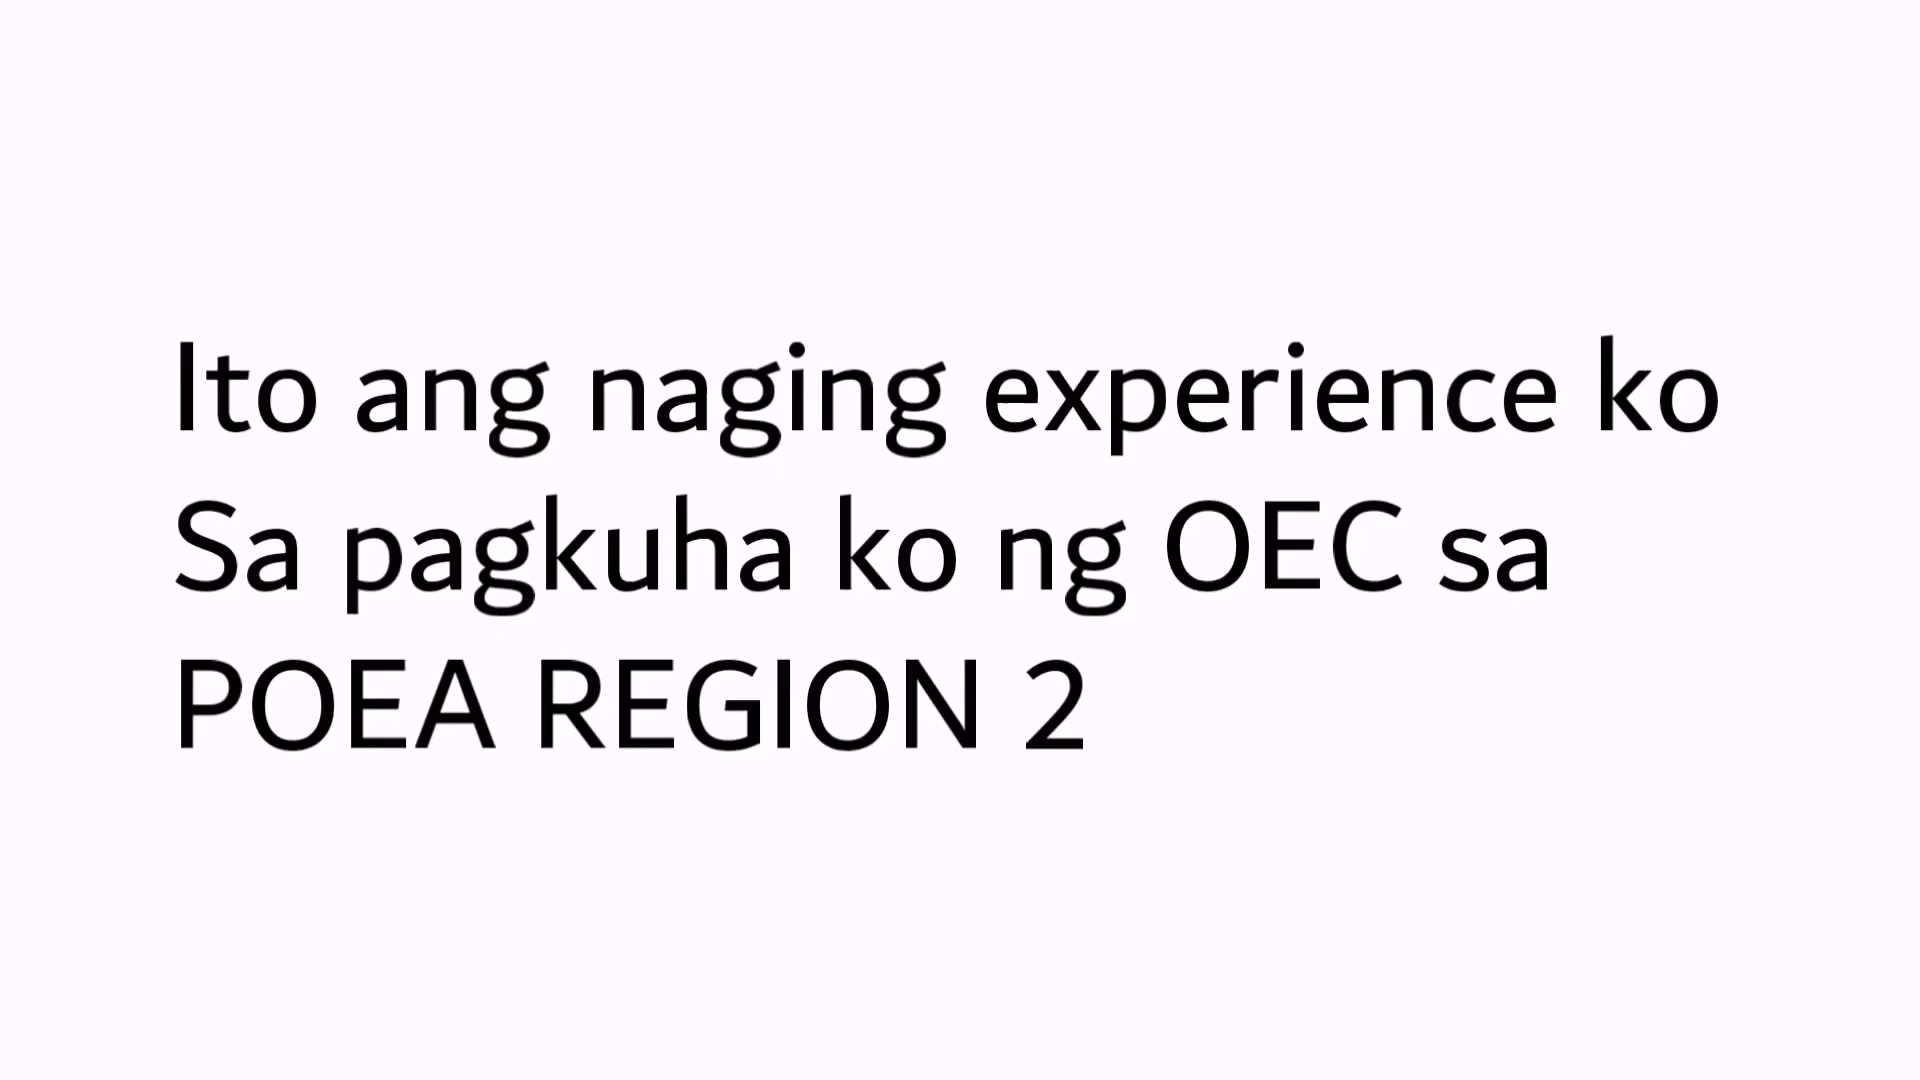 Ito ang naging experience ko
Sa pagkuha ko ng OEC sa
POEA REGION 2